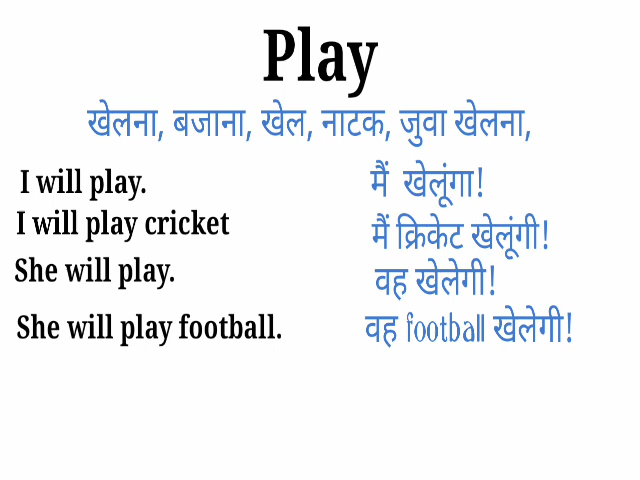 Play
खेलना, बजाना, खेल, नाटक, जुवा खेलना,
I will play. मैं खेलूंगा!
I will play cricket मैं क्रिकेट खेलूंगी!
She will play. वह खेलेगी!
She will play football. वह football खेलेगी!